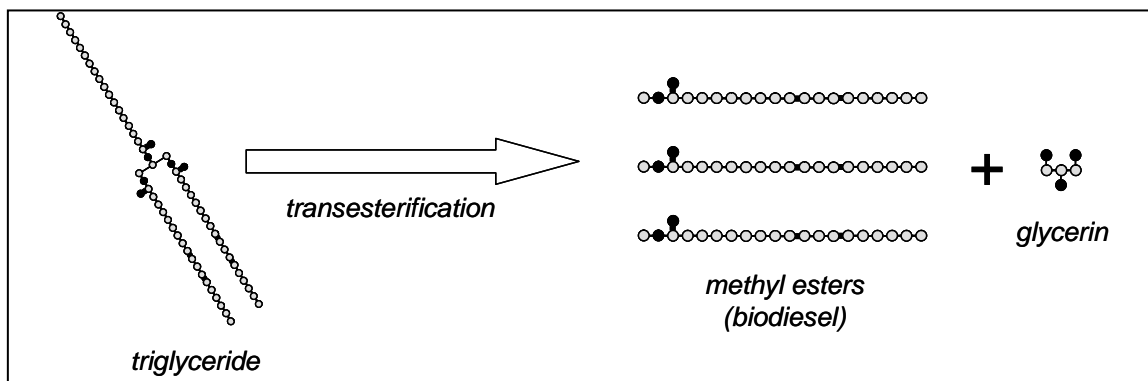 triglyceride
transesterification
methyl esters
(biodiesel)
+
glycerin